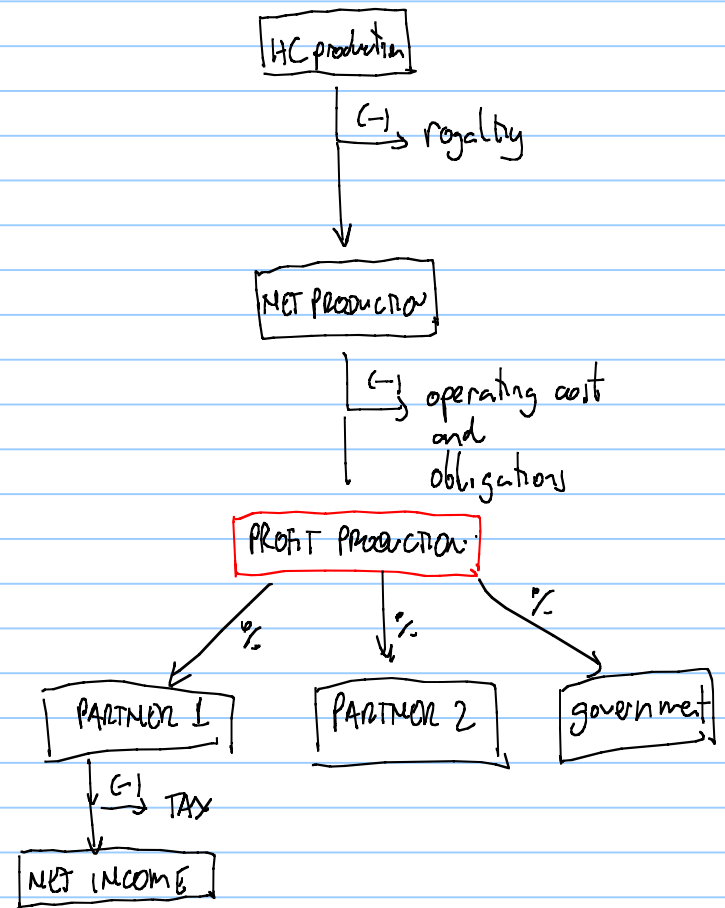 HC production
(-)
royalty
NET PRODUCTION
(-)
operating cost
and
obligations
PROFIT PRODUCTION
%
%
%
PARTNER 1
PARTNER 2
government
(-)
TAX
NET INCOME